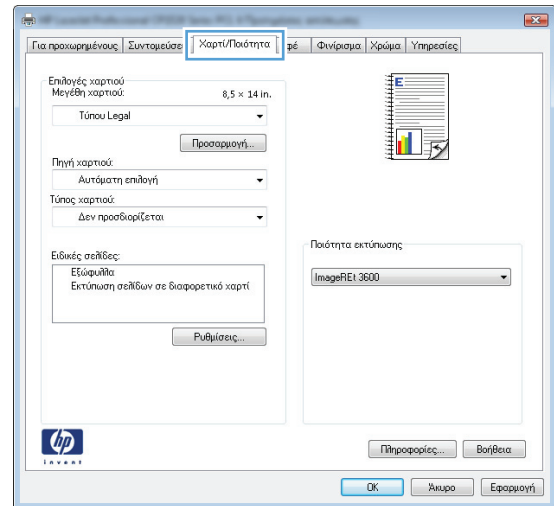 Για προχωρημένους Συντομεύσε Χαρτί/Ποιότητα φέ Φινίρισμα Χρώμα Υπηρεσίες
Επιλογές χαρτιού
Μεγέθη χαρτιού: 8,5 × 14 in.
Τύπου Legal
Προσαρμογή...
Πηγή χαρτιού:
Αυτόματη επιλογή
Τύπος χαρτιού:
Δεν προσδιορίζεται
Ειδικές σελίδες:
Εξώφυλλα
Εκτύπωση σελίδων σε διαφορετικό χαρτί
Ρυθμίσεις...
E
Ποιότητα εκτύπωσης
ImageREt 3600
hp
invent
Πληροφορίες... Βοήθεια
OK Άκυρο Εφαρμογή